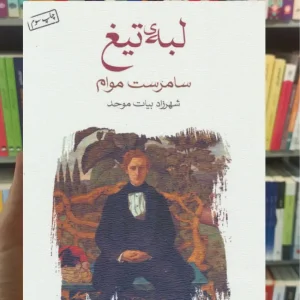 چاپ سوم
لبه‌ی تیغ
سامرست موام
شهرزاد بیات موحد